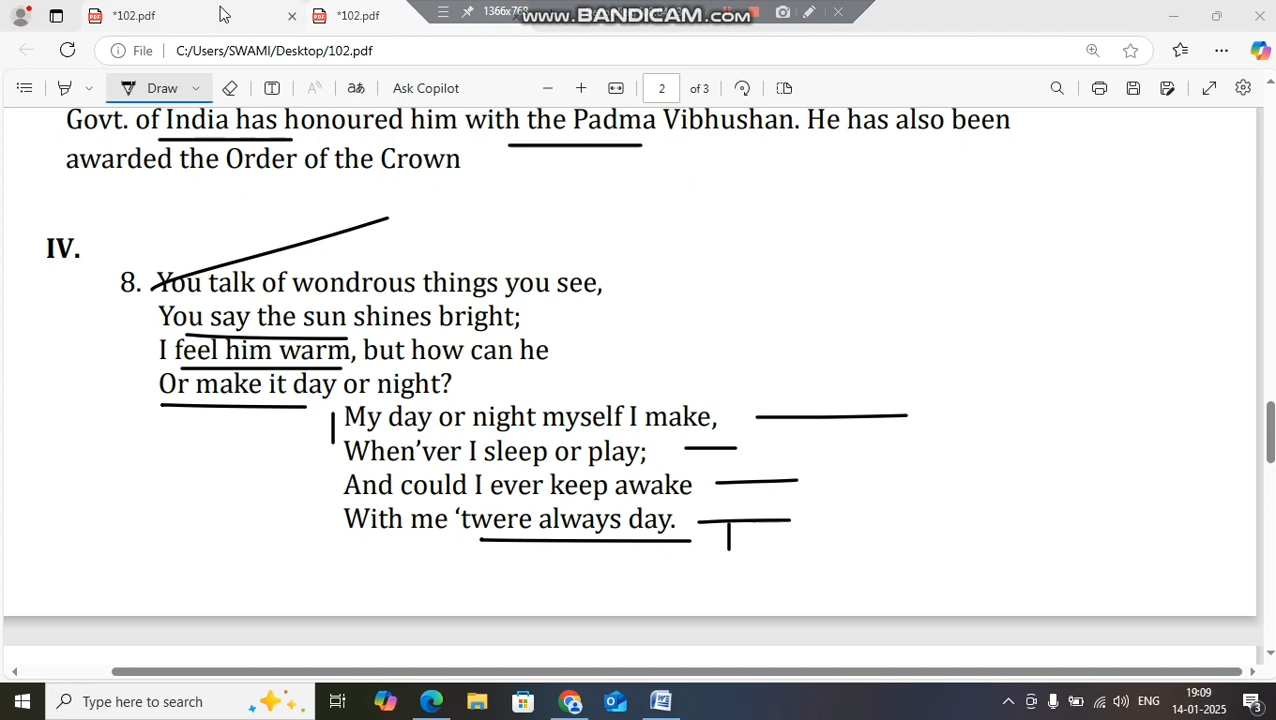 *102.pdf
*102.pdf
1366x768
www.BANDICAM.com
File C:/Users/SWAMI/Desktop/102.pdf
Draw
Ask Copilot
2 of 3
Govt. of India has honoured him with the Padma Vibhushan. He has also been
awarded the Order of the Crown
IV.
8. You talk of wondrous things you see,
You say the sun shines bright;
I feel him warm, but how can he
Or make it day or night?
My day or night myself I make,
When’ver I sleep or play;
And could I ever keep awake
With me ‘twere always day.
Type here to search
ENG
19:09
14-01-2025
3